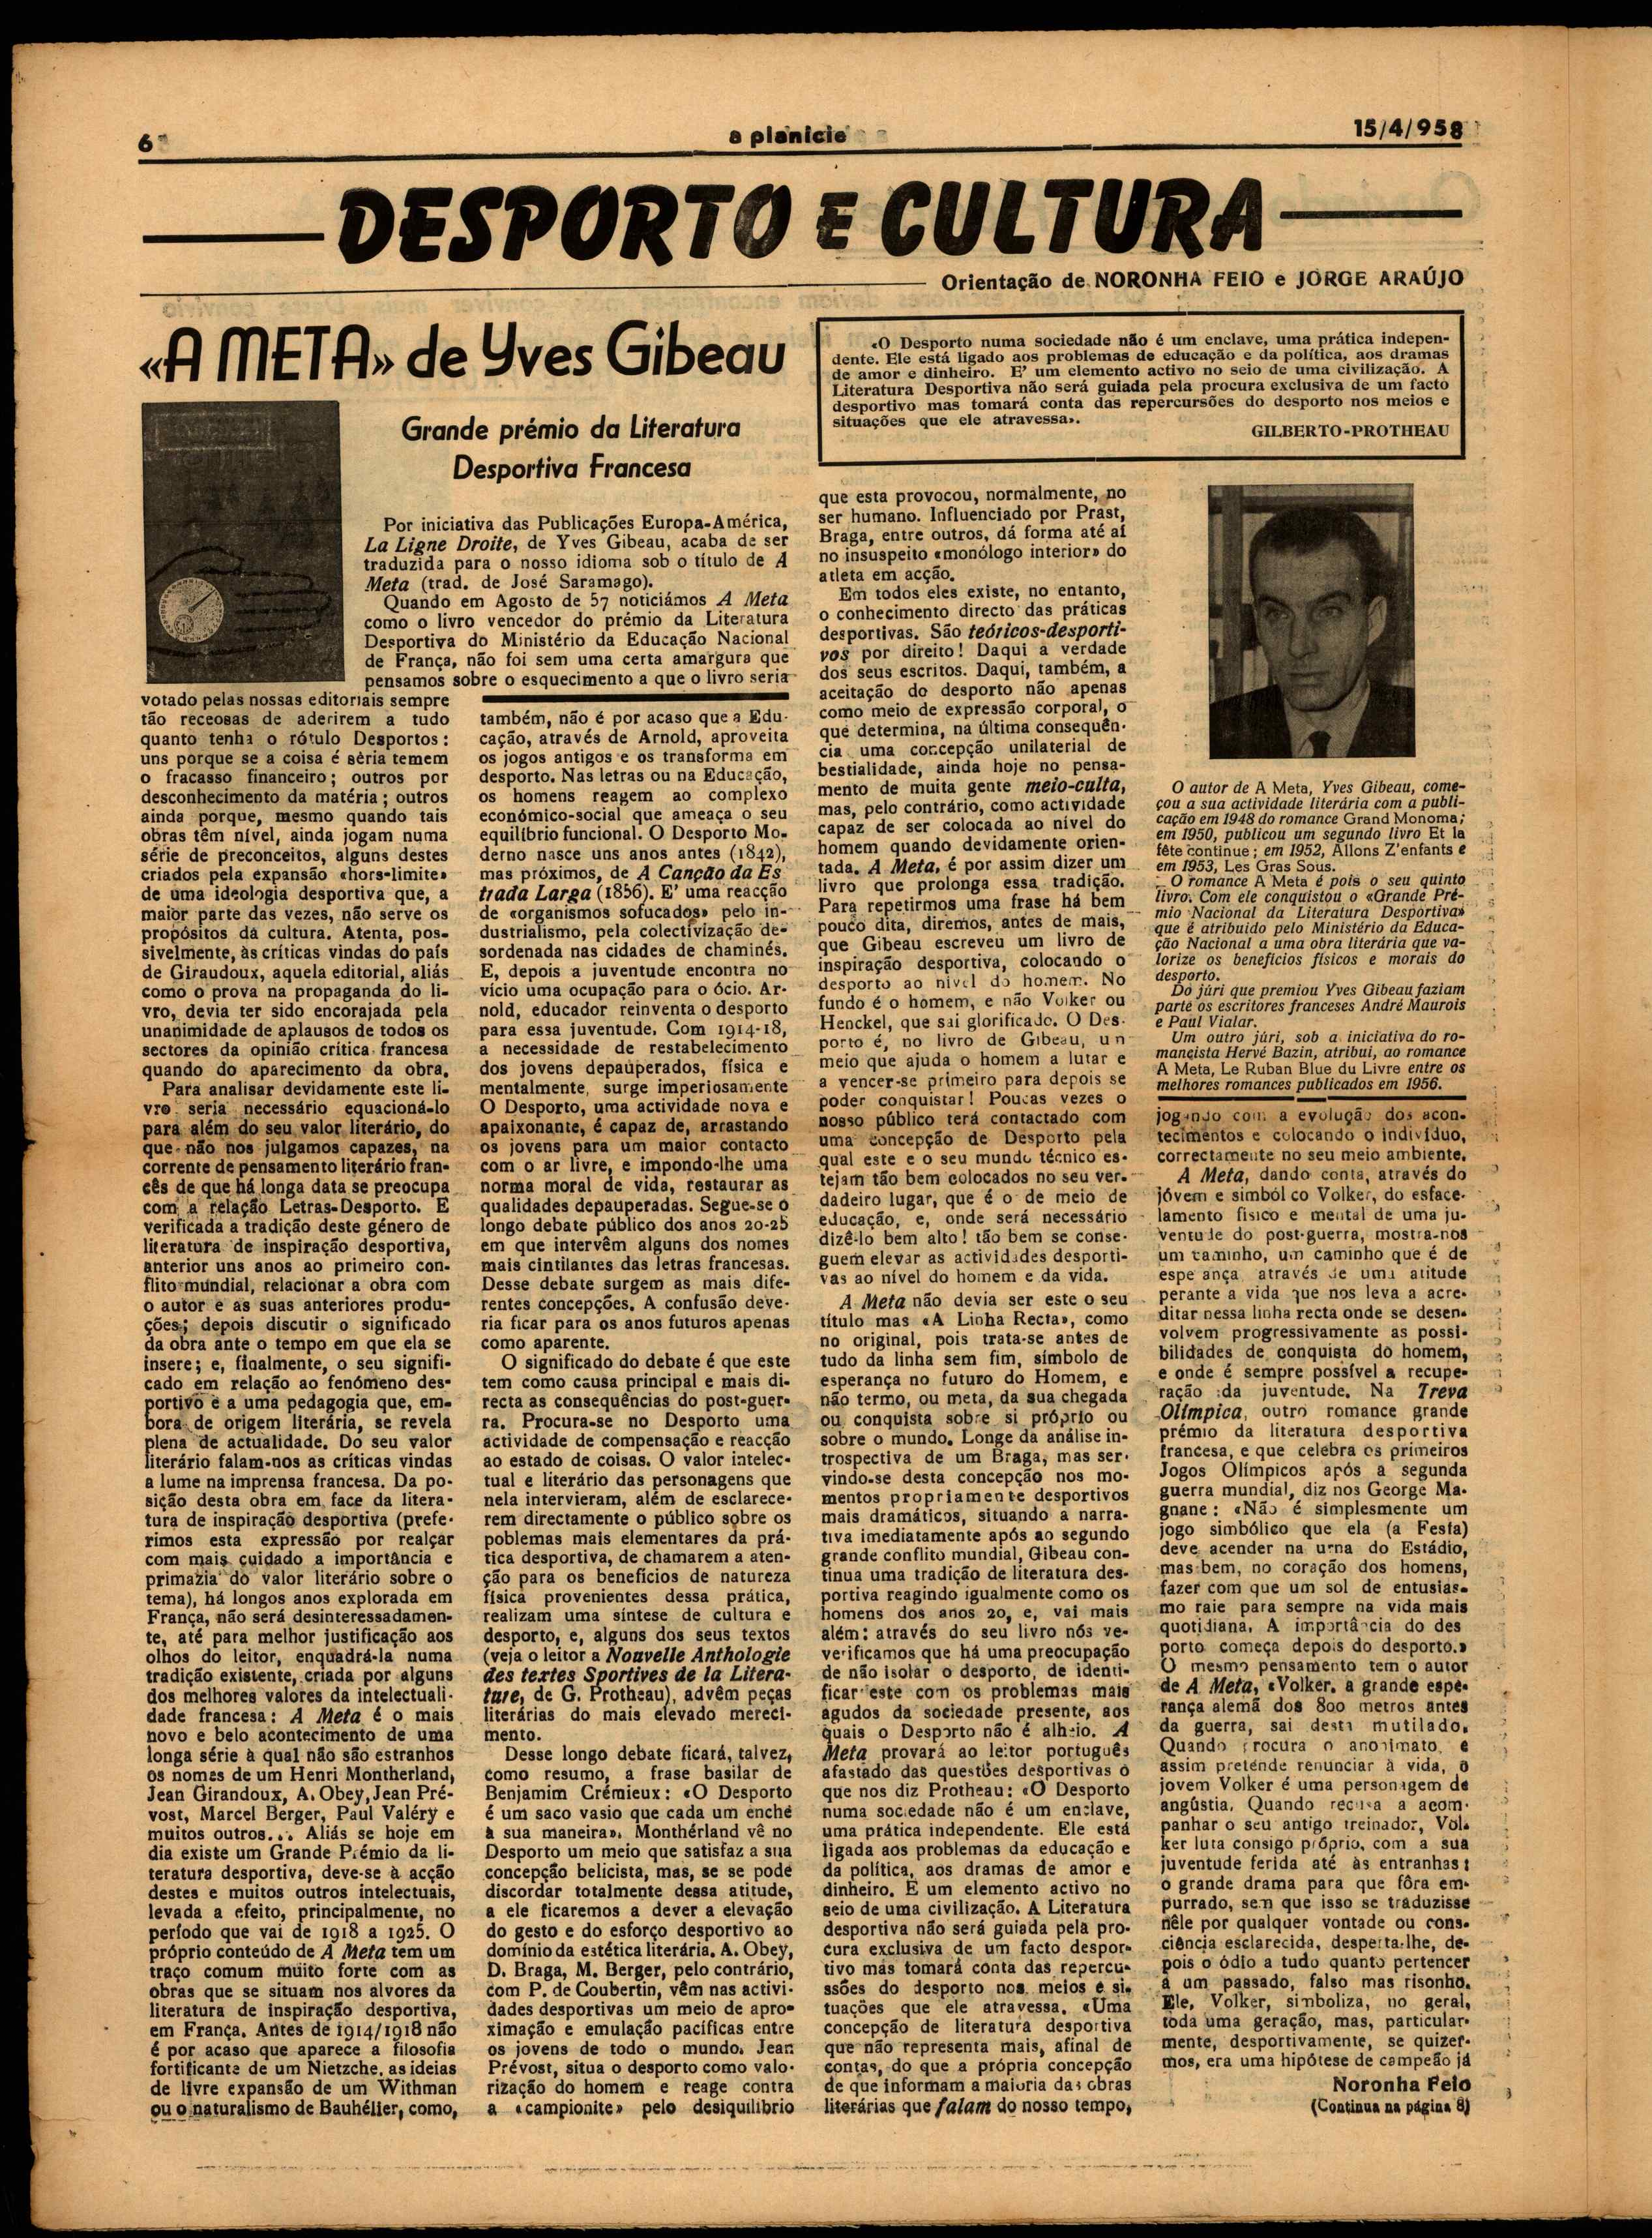 6
a planície
15/4/958
DESPORTO E CULTURA
Orientação de NORONHA FEIO e JORGE ARAÚJO
«A META» de Yves Gibeau
Grande prémio da Literatura
Desportiva Francesa
«O Desporto numa sociedade não é um enclave, uma prática indepen-
dente. Ele está ligado aos problemas de educação e da política, aos dramas
de amor e dinheiro. E' um elemento activo no seio de uma civilização. A
Literatura Desportiva não será guiada pela procura exclusiva de um facto
desportivo mas tomará conta das repercursões do desporto nos meios e
situações que ele atravessa».
GILBERTO-PROTHEAU
Por iniciativa das Publicações Europa-América,
La Ligne Droite, de Yves Gibeau, acaba de ser
traduzida para o nosso idioma sob o título de A
Meta (trad. de José Saramago).
Quando em Agosto de 57 noticiámos A Meta
como o livro vencedor do prémio da Literatura
Desportiva do Ministério da Educação Nacional
de França, não foi sem uma certa amargura que
pensamos sobre o esquecimento a que o livro seria
votado pelas nossas editoriais sempre
tão receosas de aderirem a tudo
quanto tenha o rótulo Desportos:
uns porque se a coisa é séria temem
o fracasso financeiro; outros por
desconhecimento da matéria; outros
ainda porque, mesmo quando tais
obras têm nível, ainda jogam numa
série de preconceitos, alguns destes
criados pela expansão «hors-limite»
de uma ideologia desportiva que, a
maior parte das vezes, não serve os
propósitos da cultura. Atenta, pos-
sivelmente, às críticas vindas do país
de Giraudoux, aquela editorial, aliás
como o prova na propaganda do li-
vro, devia ter sido encorajada pela
unanimidade de aplausos de todos os
sectores da opinião crítica francesa
quando do aparecimento da obra.
Para analisar devidamente este li-
vro seria necessário equacioná-lo
para além do seu valor literário, do
que não nos julgamos capazes, na
corrente de pensamento literário fran-
cês de que há longa data se preocupa
com a relação Letras-Desporto. E
verificada a tradição deste género de
literatura de inspiração desportiva,
anterior uns anos ao primeiro con-
flito mundial, relacionar a obra com
o autor e as suas anteriores produ-
ções; depois discutir o significado
da obra ante o tempo em que ela se
insere; e, finalmente, o seu signifi-
cado em relação ao fenómeno des-
portivo e a uma pedagogia que, em-
bora de origem literária, se revela
plena de actualidade. Do seu valor
literário falam-nos as críticas vindas
a lume na imprensa francesa. Da po-
sição desta obra em face da litera-
tura de inspiração desportiva (prefe-
rimos esta expressão por realçar
com mais cuidado a importância e
primazia do valor literário sobre o
tema), há longos anos explorada em
França, não será desinteressadamen-
te, até para melhor justificação aos
olhos do leitor, enquadrá-la numa
tradição existente, criada por alguns
dos melhores valores da intelectuali-
dade francesa: A Meta é o mais
novo e belo acontecimento de uma
longa série à qual não são estranhos
os nomes de um Henri Montherland,
Jean Girandoux, A. Obey, Jean Pré-
vost, Marcel Berger, Paul Valéry e
muitos outros... Aliás se hoje em
dia existe um Grande Prémio da li-
teratura desportiva, deve-se à acção
destes e muitos outros intelectuais,
levada a efeito, principalmente, no
período que vai de 1918 a 1925. O
próprio conteúdo de A Meta tem um
traço comum muito forte com as
obras que se situam nos alvores da
literatura de inspiração desportiva,
em França. Antes de 1914/1918 não
é por acaso que aparece a filosofia
fortificante de um Nietzche, as ideias
de livre expansão de um Withman
ou o naturalismo de Bauhélier, como,
também, não é por acaso que a Edu-
cação, através de Arnold, aproveita
os jogos antigos e os transforma em
desporto. Nas letras ou na Educação,
os homens reagem ao complexo
económico-social que ameaça o seu
equilíbrio funcional. O Desporto Mo-
derno nasce uns anos antes (1842),
mas próximos, de A Canção da Es
trada Larga (1856). E' uma reacção
de «organismos sofucados» pelo in-
dustrialismo, pela colectivização de-
sordenada nas cidades de chaminés.
E, depois a juventude encontra no
vício uma ocupação para o ócio. Ar-
nold, educador reinventa o desporto
para essa juventude. Com 1914-18,
a necessidade de restabelecimento
dos jovens depauperados, física e
mentalmente, surge imperiosamente
O Desporto, uma actividade nova e
apaixonante, é capaz de, arrastando
os jovens para um maior contacto
com o ar livre, e impondo-lhe uma
norma moral de vida, restaurar as
qualidades depauperadas. Segue-se o
longo debate público dos anos 20-25
em que intervêm alguns dos nomes
mais cintilantes das letras francesas.
Desse debate surgem as mais dife-
rentes concepções. A confusão deve-
ria ficar para os anos futuros apenas
como aparente.
O significado do debate é que este
tem como causa principal e mais di-
recta as consequências do post-guer-
ra. Procura-se no Desporto uma
actividade de compensação e reacção
ao estado de coisas. O valor intelec-
tual e literário das personagens que
nela intervieram, além de esclarece-
rem directamente o público sobre os
poblemas mais elementares da prá-
tica desportiva, de chamarem a aten-
ção para os benefícios de natureza
física provenientes dessa prática,
realizam uma síntese de cultura e
desporto, e, alguns dos seus textos
(veja o leitor a Nouvelle Anthologie
des textes Sportives de la Litera-
ture, de G. Protheau), advêm peças
literárias do mais elevado mereci-
mento.
Desse longo debate ficará, talvez,
como resumo, a frase basilar de
Benjamim Crémieux: «O Desporto
é um saco vasio que cada um enche
à sua maneira». Monthérland vê no
Desporto um meio que satisfaz a sua
concepção belicista, mas, se se pode
discordar totalmente dessa atitude,
a ele ficaremos a dever a elevação
do gesto e do esforço desportivo ao
domínio da estética literária. A. Obey,
D. Braga, M. Berger, pelo contrário,
com P. de Coubertin, vêm nas activi-
dades desportivas um meio de apro-
ximação e emulação pacíficas entre
os jovens de todo o mundo. Jean
Prévost, situa o desporto como valo-
rização do homem e reage contra
a «campionite» pelo desiquilíbrio
que esta provocou, normalmente, no
ser humano. Influenciado por Prast,
Braga, entre outros, dá forma até aí
no insuspeito «monólogo interior» do
atleta em acção.
Em todos eles existe, no entanto,
o conhecimento directo das práticas
desportivas. São teóricos-desporti-
vos por direito! Daqui a verdade
dos seus escritos. Daqui, também, a
aceitação do desporto não apenas
como meio de expressão corporal, o
que determina, na última consequên-
cia uma concepção unilaterial de
bestialidade, ainda hoje no pensa-
mento de muita gente meio-culta,
mas, pelo contrário, como actividade
capaz de ser colocada ao nível do
homem quando devidamente orien-
tada. A Meta, é por assim dizer um
livro que prolonga essa tradição.
Para repetirmos uma frase há bem
pouco dita, diremos, antes de mais,
que Gibeau escreveu um livro de
inspiração desportiva, colocando o
desporto ao nível do homem. No
fundo é o homem, e não Volker ou
Henckel, que sai glorificado. O Des-
porto é, no livro de Gibeau, un
meio que ajuda o homem a lutar e
a vencer-se primeiro para depois se
poder conquistar! Poucas vezes o
nosso público terá contactado com
uma concepção de Desporto pela
qual este e o seu mundo técnico es-
tejam tão bem colocados no seu ver-
dadeiro lugar, que é o de meio de
educação, e, onde será necessário
dizê-lo bem alto! tão bem se conse-
guem elevar as actividades desporti-
vas ao nível do homem e da vida.
A Meta não devia ser este o seu
título mas «A Linha Recta», como
no original, pois trata-se antes de
tudo da linha sem fim, símbolo de
esperança no futuro do Homem, e
não termo, ou meta, da sua chegada
ou conquista sobre si próprio ou
sobre o mundo. Longe da análise in-
trospectiva de um Braga, mas ser-
vindo-se desta concepção nos mo-
mentos propriamente desportivos
mais dramáticos, situando a narra-
tiva imediatamente após ao segundo
grande conflito mundial, Gibeau con-
tinua uma tradição de literatura des-
portiva reagindo igualmente como os
homens dos anos 20, e, vai mais
além: através do seu livro nós ve-
verificamos que há uma preocupação
de não isolar o desporto, de identi-
ficar este com os problemas mais
agudos da sociedade presente, aos
quais o Desporto não é alheio. A
Meta provará ao leitor português
afastado das questões desportivas o
que nos diz Protheau: «O Desporto
numa sociedade não é um enclave,
uma prática independente. Ele está
ligada aos problemas da educação e
da política, aos dramas de amor e
dinheiro. E um elemento activo no
seio de uma civilização. A Literatura
desportiva não será guiada pela pro-
cura exclusiva de um facto despor-
tivo mas tomará conta das repercu-
ssões do desporto nos meios e si-
tuações que ele atravessa. «Uma
concepção de literatura desportiva
que não representa mais, afinal de
contas, do que a própria concepção
de que informam a maioria das obras
literárias que falam do nosso tempo,
O autor de A Meta, Yves Gibeau, come-
çou a sua actividade literária com a publi-
cação em 1948 do romance Grand Monoma;
em 1950, publicou um segundo livro Et la
fête continue; em 1952, Allons Z'enfants e
em 1953, Les Gras Sous.
O romance A Meta é pois o seu quinto
livro. Com ele conquistou o «Grande Pré-
mio Nacional da Literatura Desportiva»
que é atribuido pelo Ministério da Educa-
ção Nacional a uma obra literária que va-
lorize os benefícios físicos e morais do
desporto.
Do júri que premiou Yves Gibeau faziam
parte os escritores franceses André Maurois
e Paul Vialar.
Um outro júri, sob a iniciativa do ro-
mancista Hervé Bazin, atribui, ao romance
A Meta, Le Ruban Blue du Livre entre os
melhores romances publicados em 1956.
jogando com a evolução dos acon-
tecimentos e colocando o indivíduo,
correctamente no seu meio ambiente.
A Meta, dando conta, através do
jóvem e simból co Volker, do esface-
lamento físico e mental de uma ju-
ventude do post-guerra, mostra-nos
um caminho, um caminho que é de
espe ança através de uma atitude
perante a vida que nos leva a acre-
ditar nessa linha recta onde se desen-
volvem progressivamente as possi-
bilidades de conquista do homem,
e onde é sempre possível a recupe-
ração da juventude. Na Treva
Olímpica, outro romance grande
prémio da literatura desportiva
francesa, e que celebra os primeiros
Jogos Olímpicos após a segunda
guerra mundial, diz nos George Ma-
gnane: «Não é simplesmente um
jogo simbólico que ela (a Festa)
deve acender na urna do Estádio,
mas bem, no coração dos homens,
fazer com que um sol de entusias-
mo raie para sempre na vida mais
quotidiana. A importância do des
porto começa depois do desporto.»
O mesmo pensamento tem o autor
de A Meta, «Volker, a grande espe-
rança alemã dos 800 metros antes
da guerra, sai desta mutilado.
Quando procura o anonimato e
assim pretende renunciar à vida, o
jovem Volker é uma personagem de
angústia. Quando recusa a acom-
panhar o seu antigo treinador, Vol-
ker luta consigo próprio, com a sua
juventude ferida até às entranhas:
o grande drama para que fôra em-
purrado, sem que isso se traduzisse
nêle por qualquer vontade ou cons-
ciência esclarecida, desperta-lhe, de-
pois o ódio a tudo quanto pertencer
a um passado, falso mas risonho.
Ele, Volker, simboliza, no geral,
toda uma geração, mas, particular-
mente, desportivamente, se quizer-
mos, era uma hipótese de campeão já
Noronha Feio
(Continua na página 8)